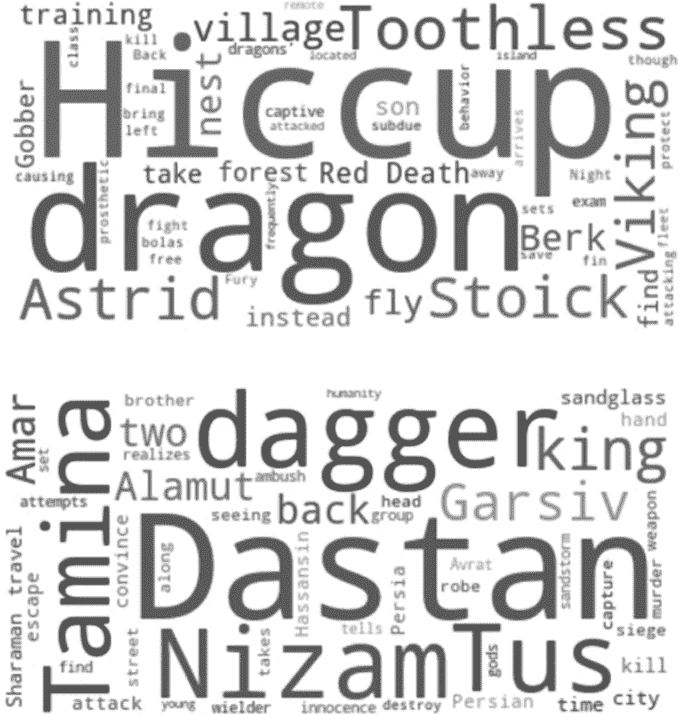 training
remote
village
Toothless
class
kill
Back
dragons'
located
island
though
Hiccup
Gobber
final
bring
left
nest
captive
attacked
son
subdue
behavior
arrives
Viking
protect
causing
take
forest
Red Death
away
Night
dragon
prosthetic
fight
bolas
free
frequently
sets
exam
Berk
save
fin
fleet
attacking
find
Astrid
Fury
instead
fly
Stoick
brother
humanity
sandglass
Amar
set
Tamina
two
realizes
dagger
hand
king
Alamut
ambush
attempts
seeing
back
head
group
Garsiv
weapon
Sharaman
travel
escape
convince
along
Dastan
Hassansin
Persia
Avrat
robe
sandstorm
capture
murder
siege
street
find
Nizam
takes
tells
Tus
gods
kill
attack
young
wielder
innocence
destroy
Persian
time
city